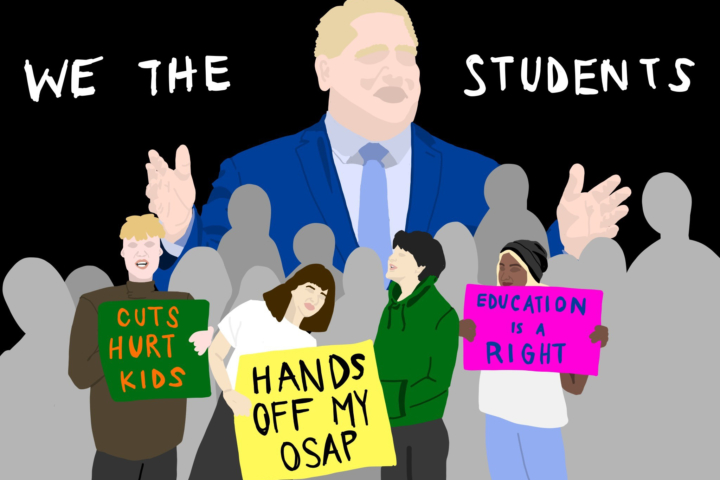 WE THE STUDENTS
CUTS
HURT
KIDS
HANDS
OFF MY
OSAP
EDUCATION
IS A
RIGHT